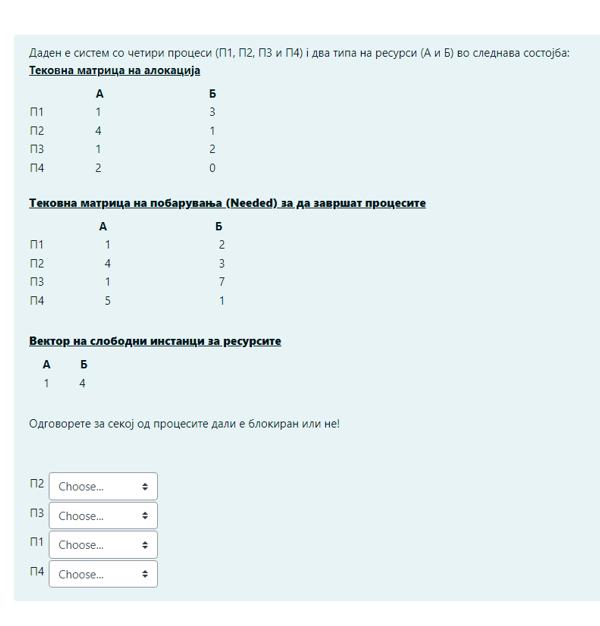 Даден е систем со четири процеси (П1, П2, П3 и П4) і два типа на ресурси (А и Б) во следнава состојба:
Тековна матрица на алокација
А Б
П1 1 3
П2 4 1
П3 1 2
П4 2 0
Тековна матрица на побарувања (Needed) за да завршат процесите
А Б
П1 1 2
П2 4 3
П3 1 7
П4 5 1
Вектор на слободни инстанци за ресурсите
А Б
1 4
Одговорете за секој од процесите дали е блокиран или не!
П2 Choose...
П3 Choose...
П1 Choose...
П4 Choose...